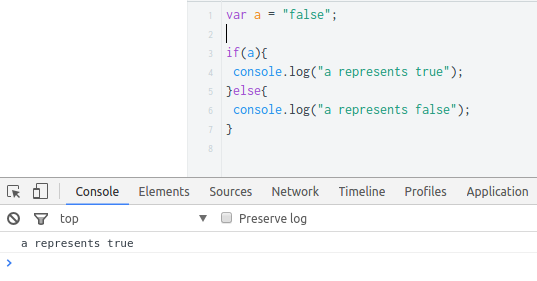 1 var a = "false";
2
3 if(a){
4  console.log("a represents true");
5 }else{
6  console.log("a represents false");
7 }
8
Console Elements Sources Network Timeline Profiles Application
top Preserve log
a represents true